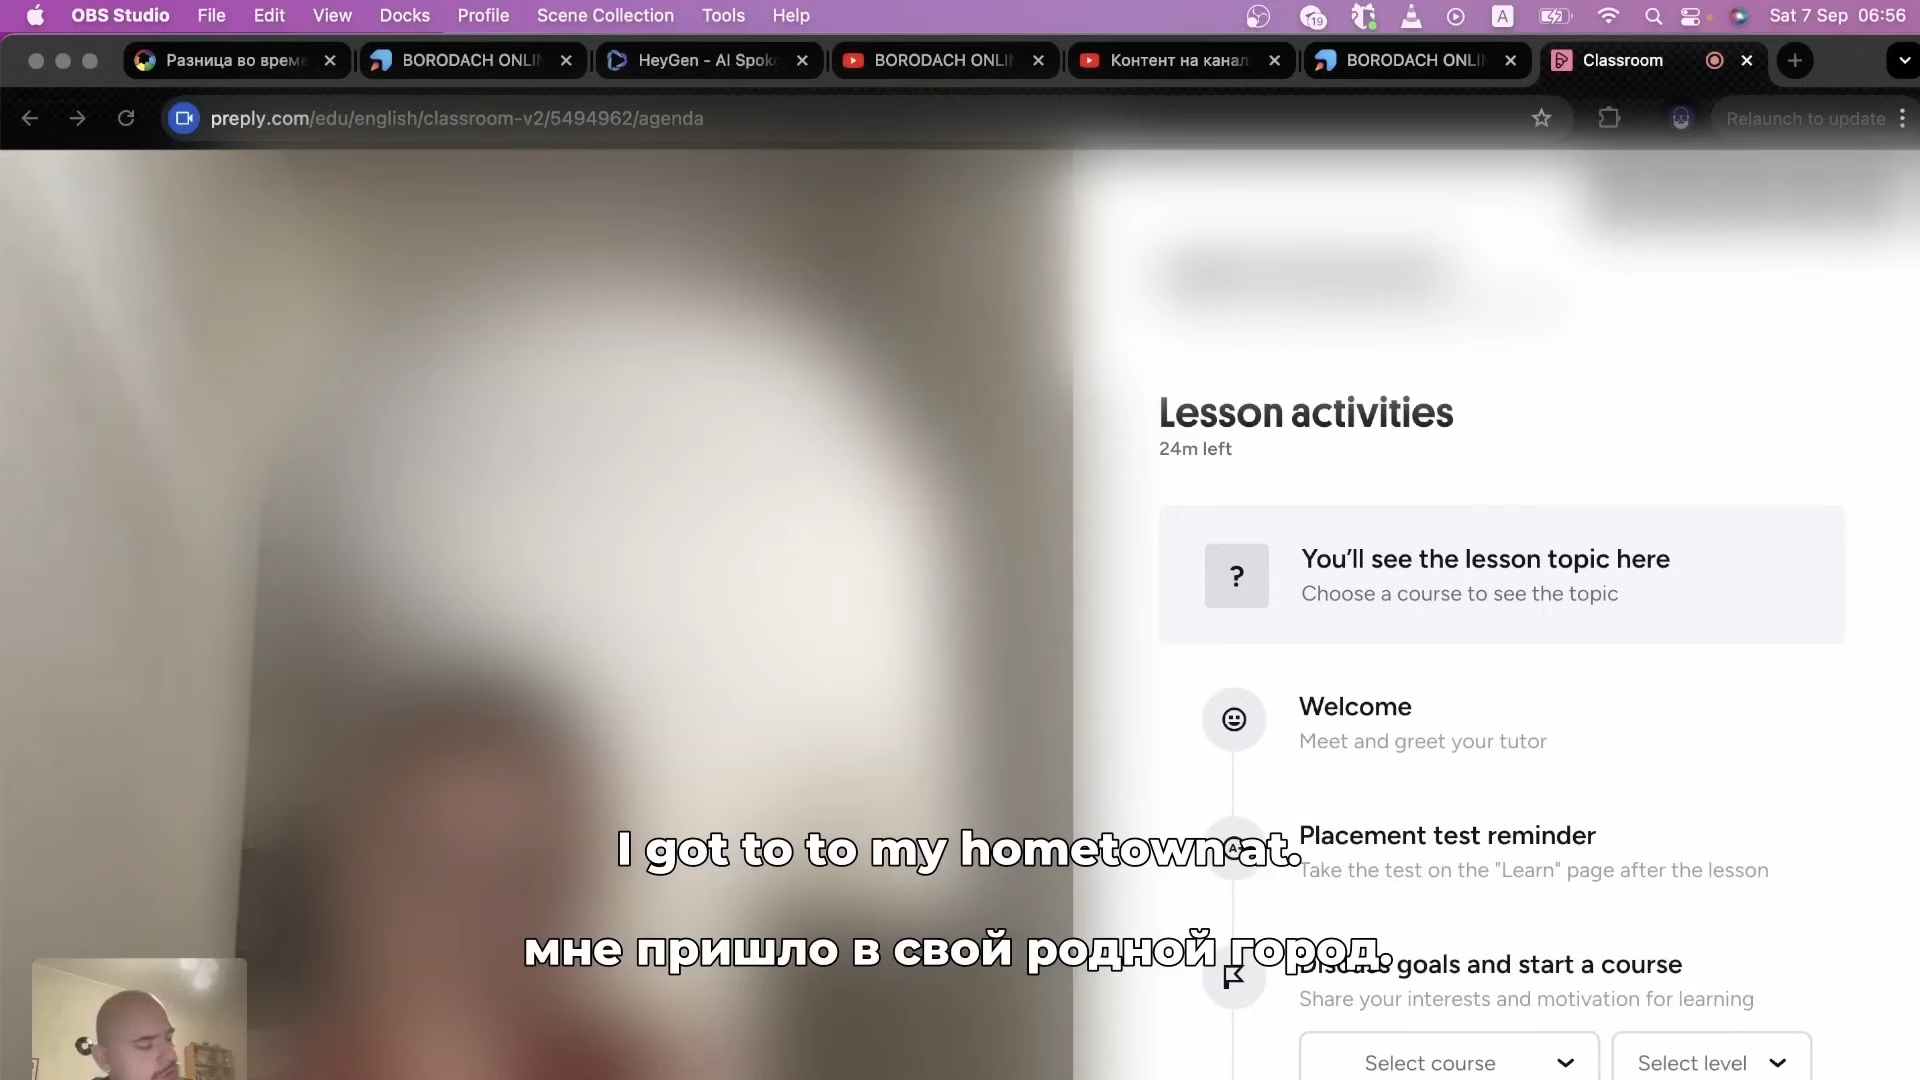 OBS Studio File Edit View Docks Profile Scene Collection Tools Help 19 A Sat 7 Sep 06:56
Разница во врем BORODACH ONLI HeyGen - AI Spok BORODACH ONLI Контент на канал BORODACH ONLI Classroom
preply.com/edu/english/classroom-v2/5494962/agenda Relaunch to update
Lesson activities
24m left
?
You'll see the lesson topic here
Choose a course to see the topic
Welcome
Meet and greet your tutor
I got to to my hometown at.
Placement test reminder
Take the test on the "Learn" page after the lesson
мне пришло в свой родной город.
Discuss goals and start a course
Share your interests and motivation for learning
Select course Select level